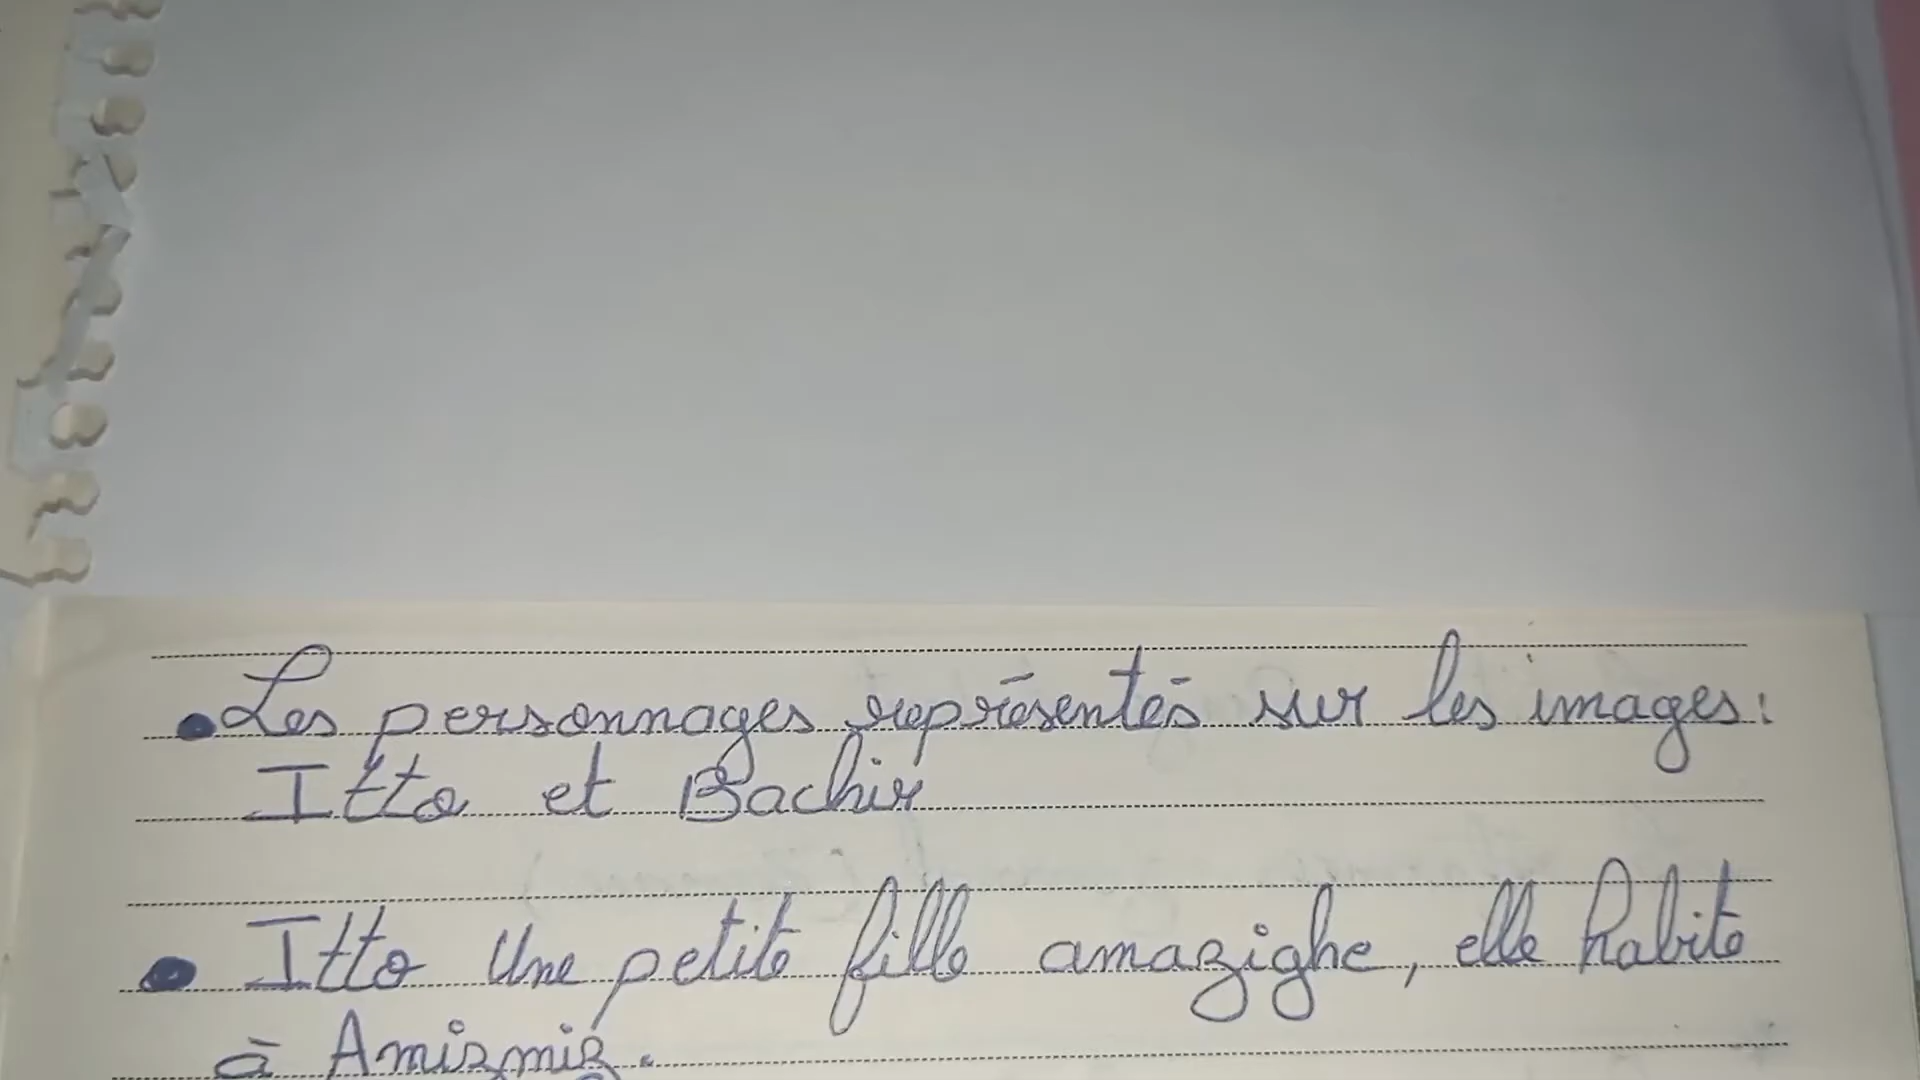 • Les personnages représentés sur les images:
Itto et Bachir
• Itto Une petite fille amazighe, elle habite
à Amizmiz.